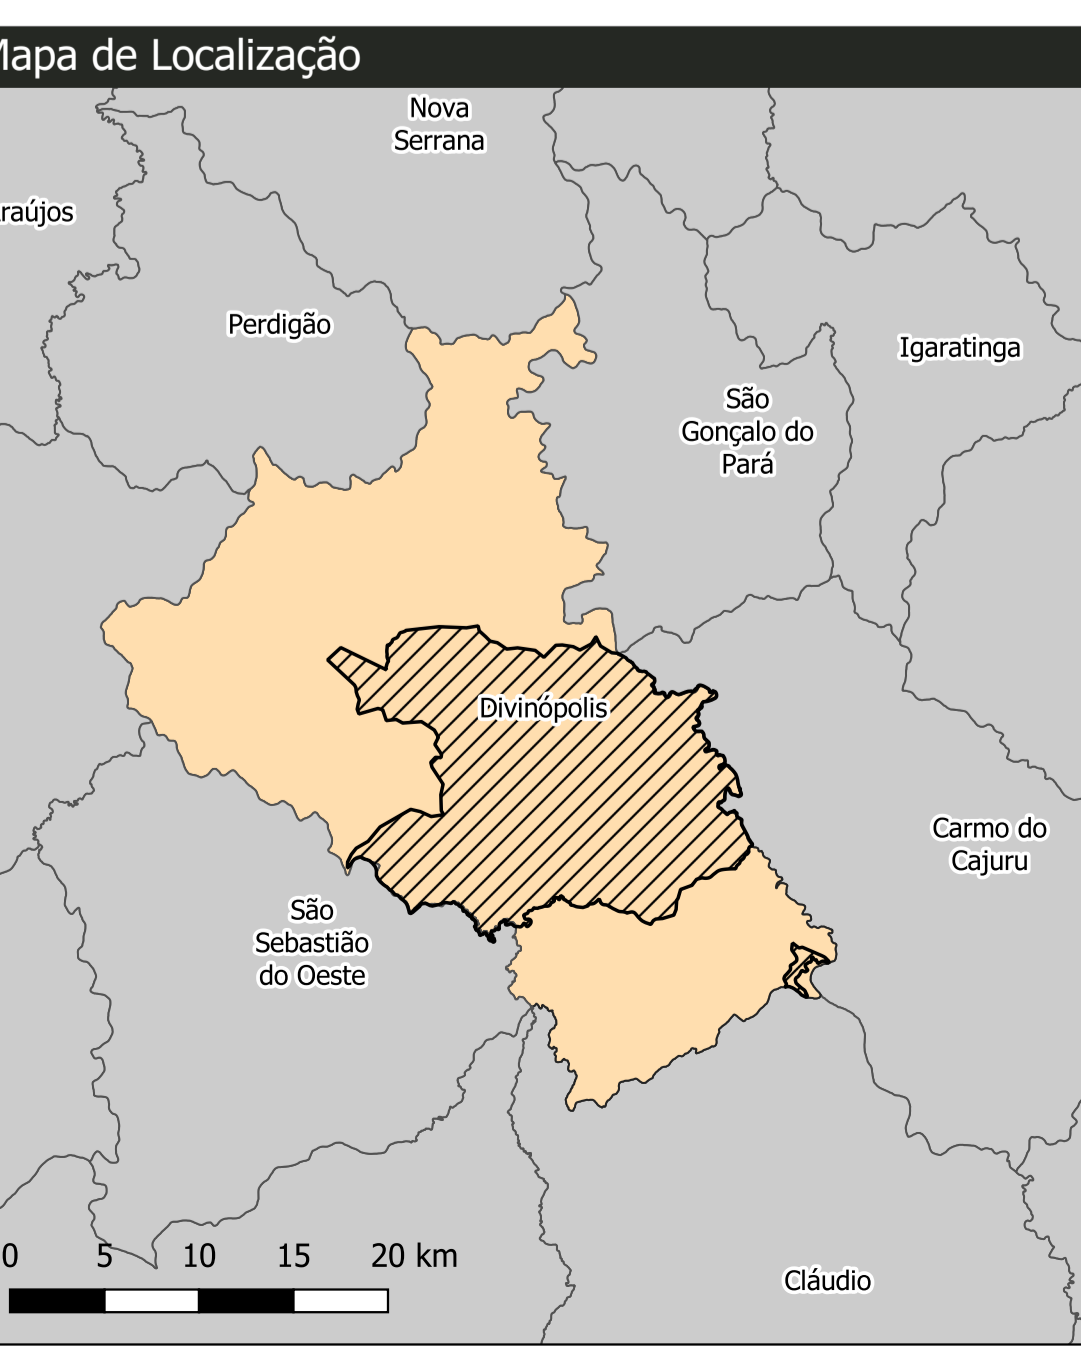 Mapa de Localização
Nova
Serrana
raújos
Perdigão
Igaratinga
São
Gonçalo do
Pará
Divinópolis
Carmo do
Cajuru
São
Sebastião
do Oeste
0 5 10 15 20 km
Cláudio